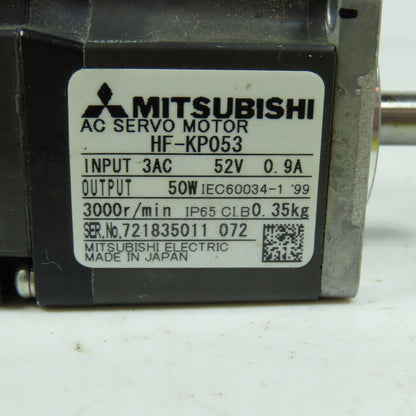 MITSUBISHI
AC SERVO MOTOR
HF-KP053
INPUT 3AC 52V 0.9A
OUTPUT 50W IEC60034-1 '99
3000r/min IP65 CI.B 0.35kg
SER.No.721835011 072
MITSUBISHI ELECTRIC
MADE IN JAPAN